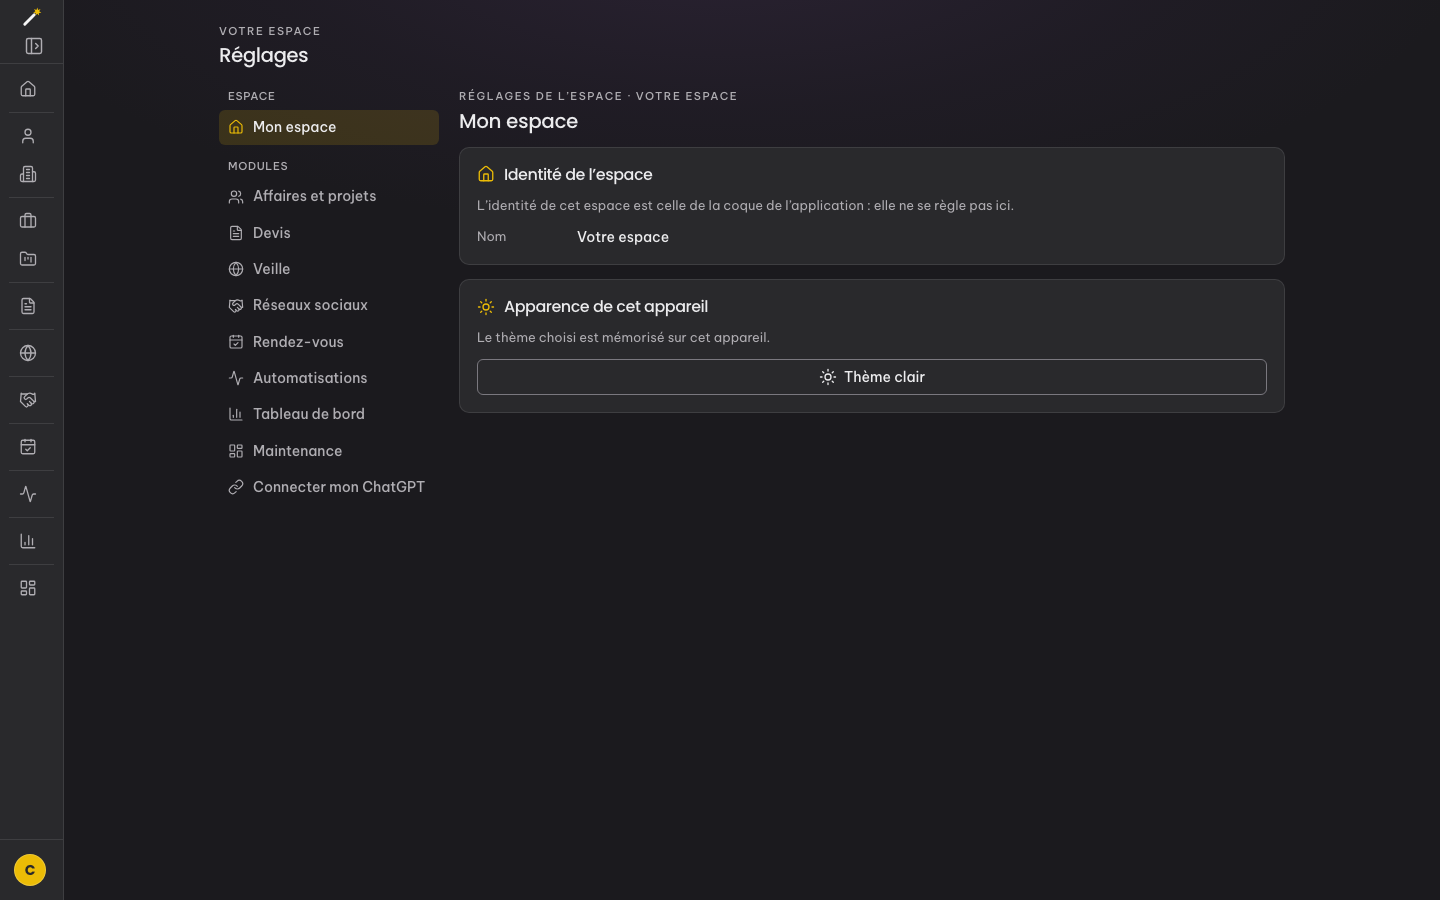 VOTRE ESPACE
Réglages
ESPACE
Mon espace
MODULES
Affaires et projets
Devis
Veille
Réseaux sociaux
Rendez-vous
Automatisations
Tableau de bord
Maintenance
Connecter mon ChatGPT
RÉGLAGES DE L'ESPACE · VOTRE ESPACE
Mon espace
Identité de l’espace
L’identité de cet espace est celle de la coque de l’application : elle ne se règle pas ici.
Nom Votre espace
Apparence de cet appareil
Le thème choisi est mémorisé sur cet appareil.
Thème clair
C